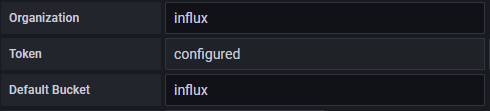 Organization influx
Token configured
Default Bucket influx